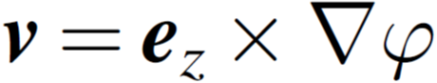 v = e_z × ∇φ